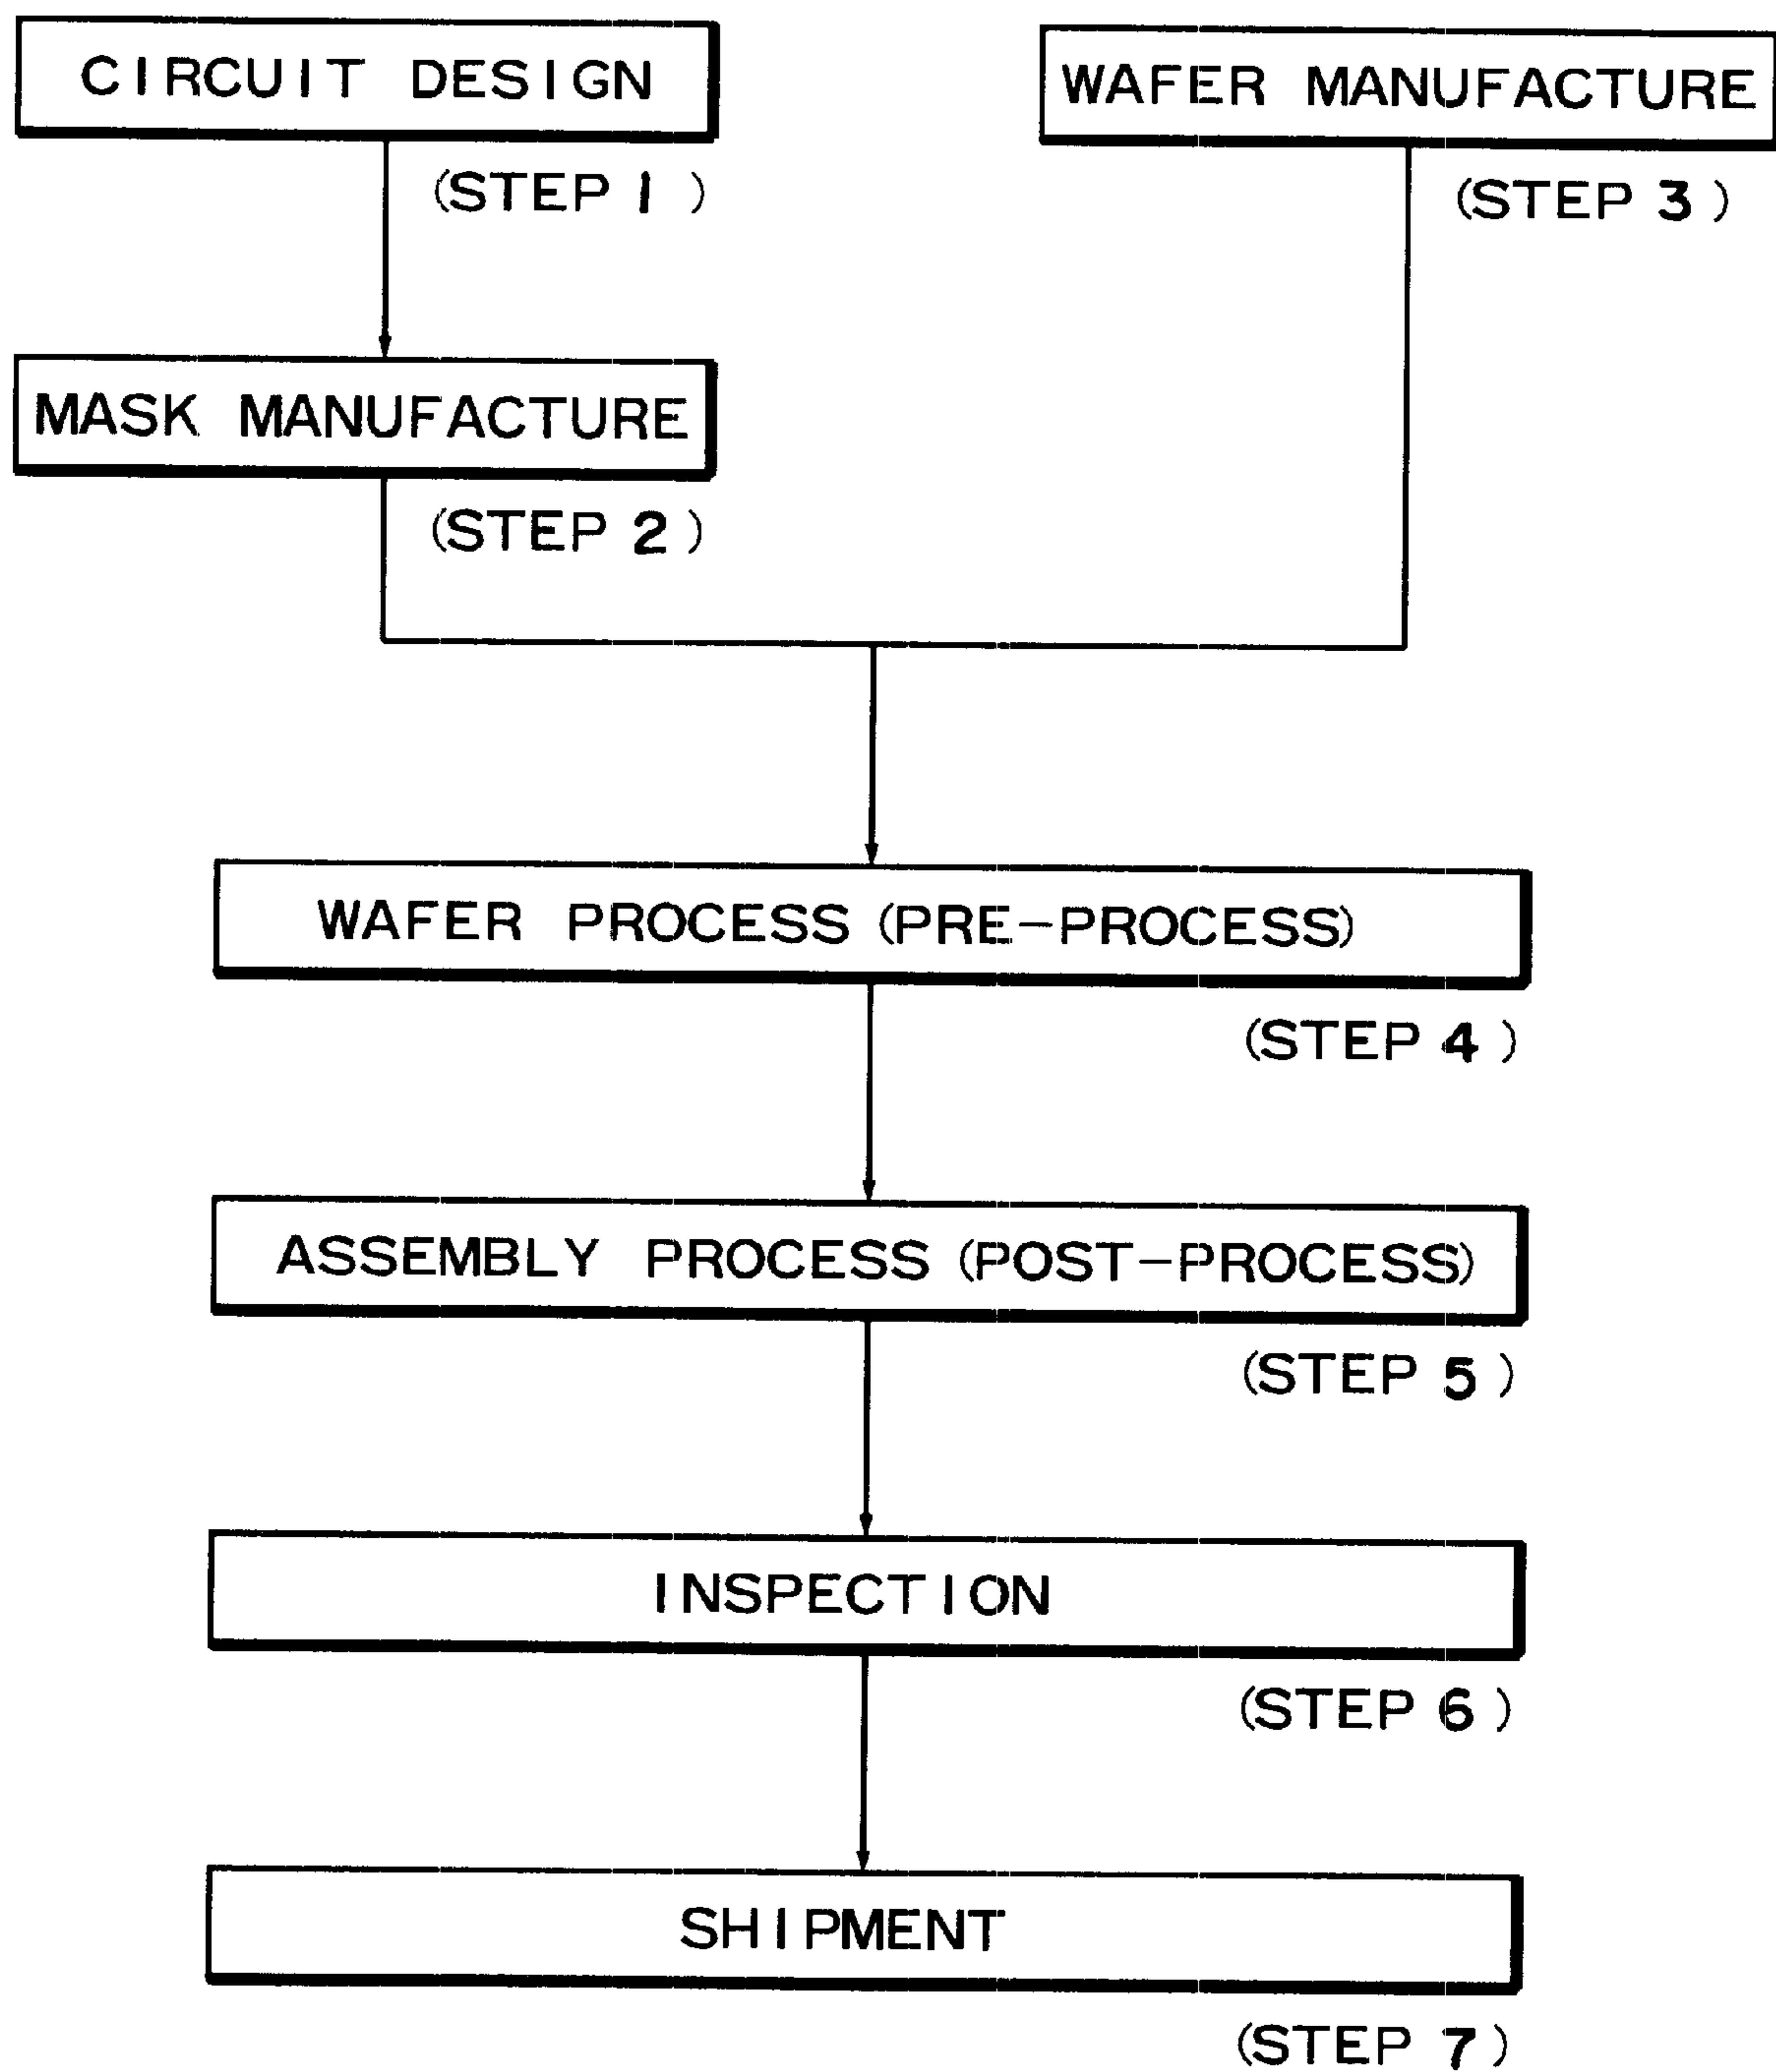 CIRCUIT DESIGN
(STEP 1)
WAFER MANUFACTURE
(STEP 3)
MASK MANUFACTURE
(STEP 2)
WAFER PROCESS (PRE-PROCESS)
(STEP 4)
ASSEMBLY PROCESS (POST-PROCESS)
(STEP 5)
INSPECTION
(STEP 6)
SHIPMENT
(STEP 7)